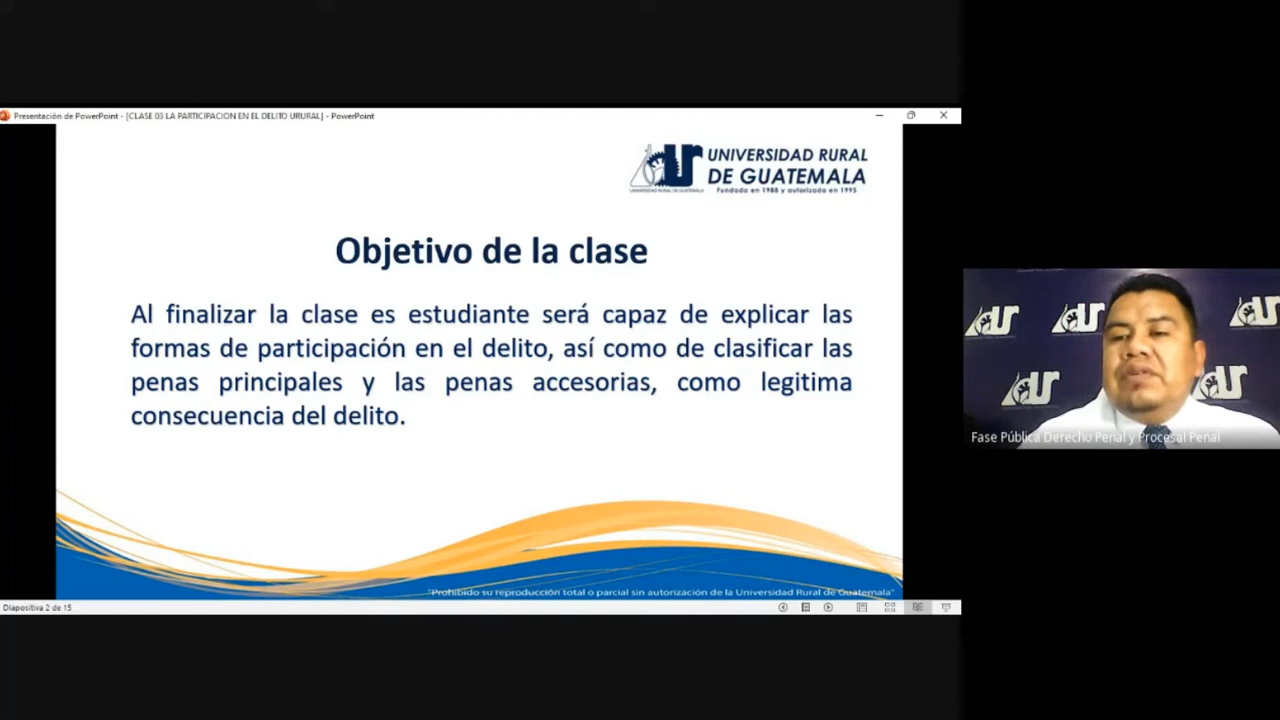 Presentación de PowerPoint - [CLASE 03 LA PARTICIPACION EN EL DELITO URURAL] - PowerPoint
UNIVERSIDAD RURAL
DE GUATEMALA
Fundada en 1988 y autorizada en 1995
UNIVERSIDAD RURAL DE GUATEMALA
Objetivo de la clase
Al finalizar la clase es estudiante será capaz de explicar las
formas de participación en el delito, así como de clasificar las
penas principales y las penas accesorias, como legitima
consecuencia del delito.
"Prohibido su reproducción total o parcial sin autorización de la Universidad Rural de Guatemala"
Diapositiva 2 de 15
Fase Pública Derecho Penal y Procesal Penal